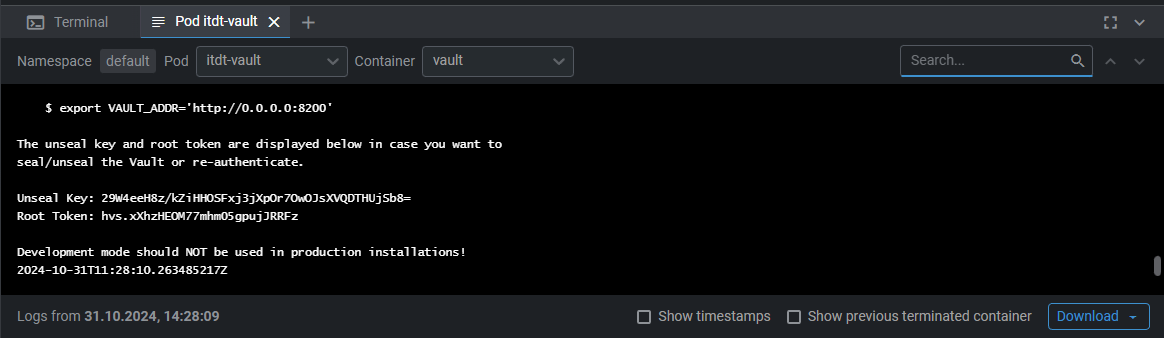 Terminal
Pod itdt-vault
Namespace default Pod itdt-vault Container vault Search...
$ export VAULT_ADDR='http://0.0.0.0:8200'
The unseal key and root token are displayed below in case you want to
seal/unseal the Vault or re-authenticate.
Unseal Key: 29W4eeH8z/kZiHHOSFxj3jXpOr7OwOJsXVQDTHUjSb8=
Root Token: hvs.xXhzHEOM77mhmO5gpujJRRFz
Development mode should NOT be used in production installations!
2024-10-31T11:28:10.263485217Z
Logs from 31.10.2024, 14:28:09 Show timestamps Show previous terminated container Download